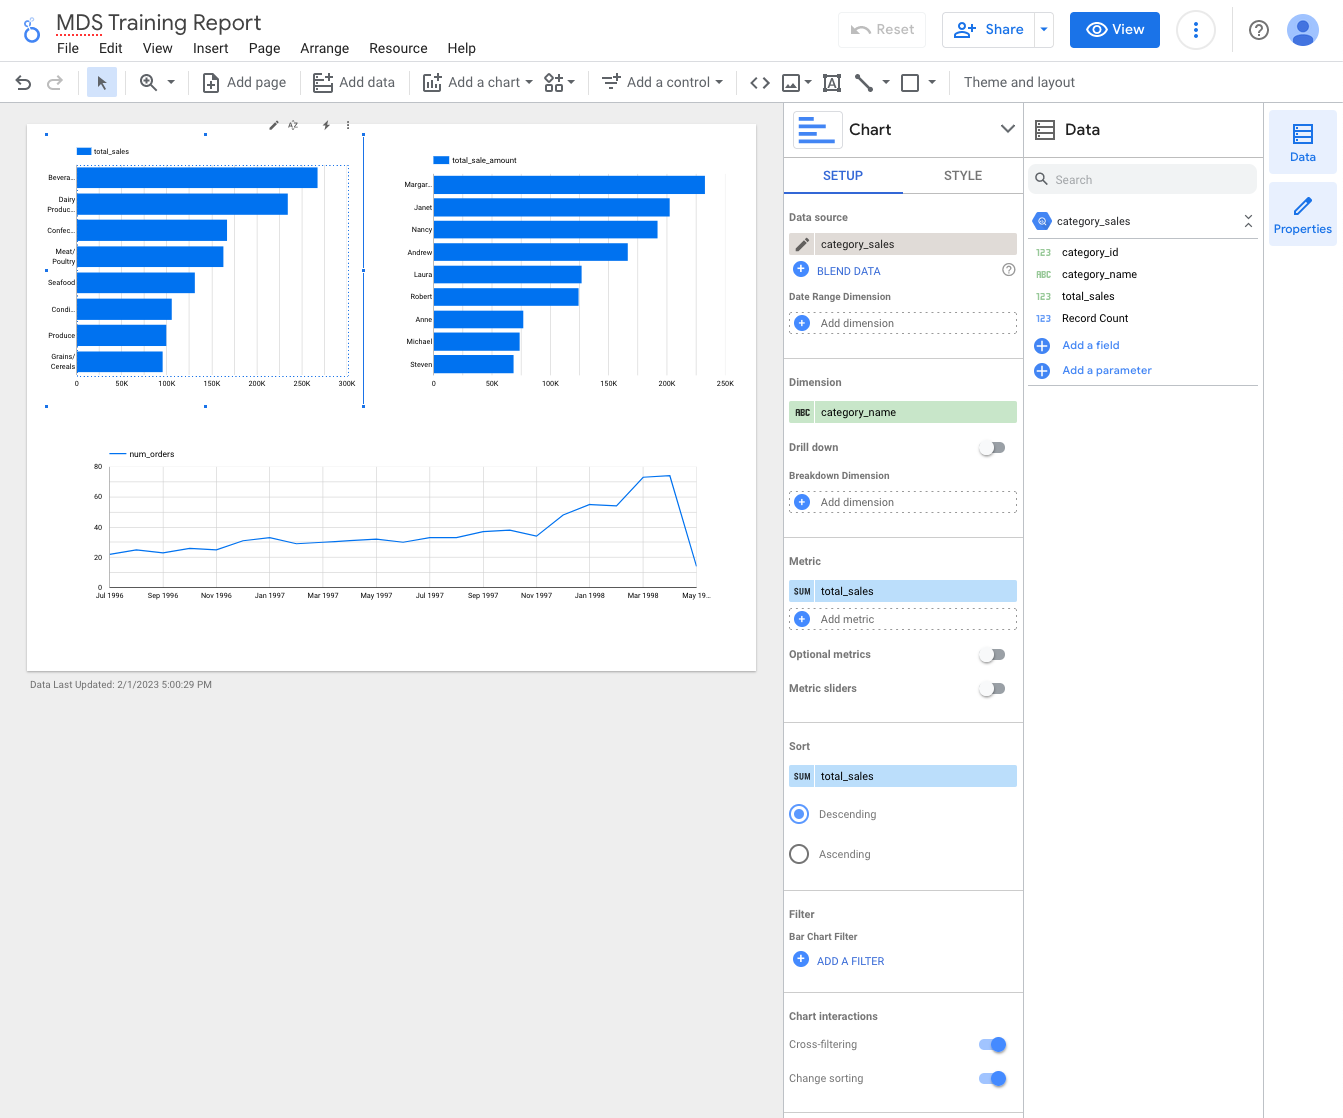 MDS Training Report
File Edit View Insert Page Arrange Resource Help
Reset
Share
View
Add page
Add data
Add a chart
Add a control
Theme and layout
total_sales
Bevera...
Dairy
Produc...
Confec...
Meat/
Poultry
Seafood
Condi...
Produce
Grains/
Cereals
0 50K 100K 150K 200K 250K 300K
total_sale_amount
Margar...
Janet
Nancy
Andrew
Laura
Robert
Anne
Michael
Steven
0 50K 100K 150K 200K 250K
num_orders
80
60
40
20
0
Jul 1996 Sep 1996 Nov 1996 Jan 1997 Mar 1997 May 1997 Jul 1997 Sep 1997 Nov 1997 Jan 1998 Mar 1998 May 19...
Data Last Updated: 2/1/2023 5:00:29 PM
Chart
SETUP STYLE
Data source
category_sales
BLEND DATA
Date Range Dimension
Add dimension
Dimension
ABC category_name
Drill down
Breakdown Dimension
Add dimension
Metric
SUM total_sales
Add metric
Optional metrics
Metric sliders
Sort
SUM total_sales
Descending
Ascending
Filter
Bar Chart Filter
ADD A FILTER
Chart interactions
Cross-filtering
Change sorting
Data
Search
category_sales
123 category_id
ABC category_name
123 total_sales
123 Record Count
Add a field
Add a parameter
Data
Properties